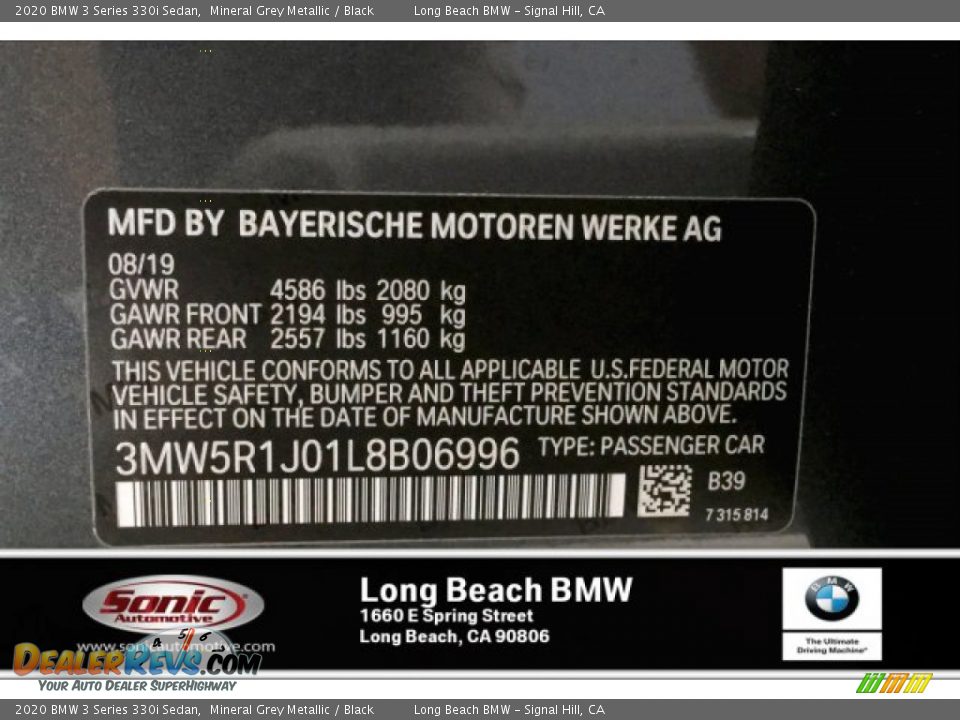 2020 BMW 3 Series 330i Sedan, Mineral Grey Metallic / Black Long Beach BMW - Signal Hill, CA
MFD BY BAYERISCHE MOTOREN WERKE AG
08/19
GVWR 4586 lbs 2080 kg
GAWR FRONT 2194 lbs 995 kg
GAWR REAR 2557 lbs 1160 kg
THIS VEHICLE CONFORMS TO ALL APPLICABLE U.S.FEDERAL MOTOR
VEHICLE SAFETY, BUMPER AND THEFT PREVENTION STANDARDS
IN EFFECT ON THE DATE OF MANUFACTURE SHOWN ABOVE.
3MW5R1J01L8B06996 TYPE: PASSENGER CAR
B39
7 315 814
Sonic
Automotive
www.sonicautomotive.com
Long Beach BMW
1660 E Spring Street
Long Beach, CA 90806
BMW
The Ultimate
Driving Machine®
4 5 6
DEALERREVS.COM
YOUR AUTO DEALER SUPERHIGHWAY
2020 BMW 3 Series 330i Sedan, Mineral Grey Metallic / Black Long Beach BMW - Signal Hill, CA